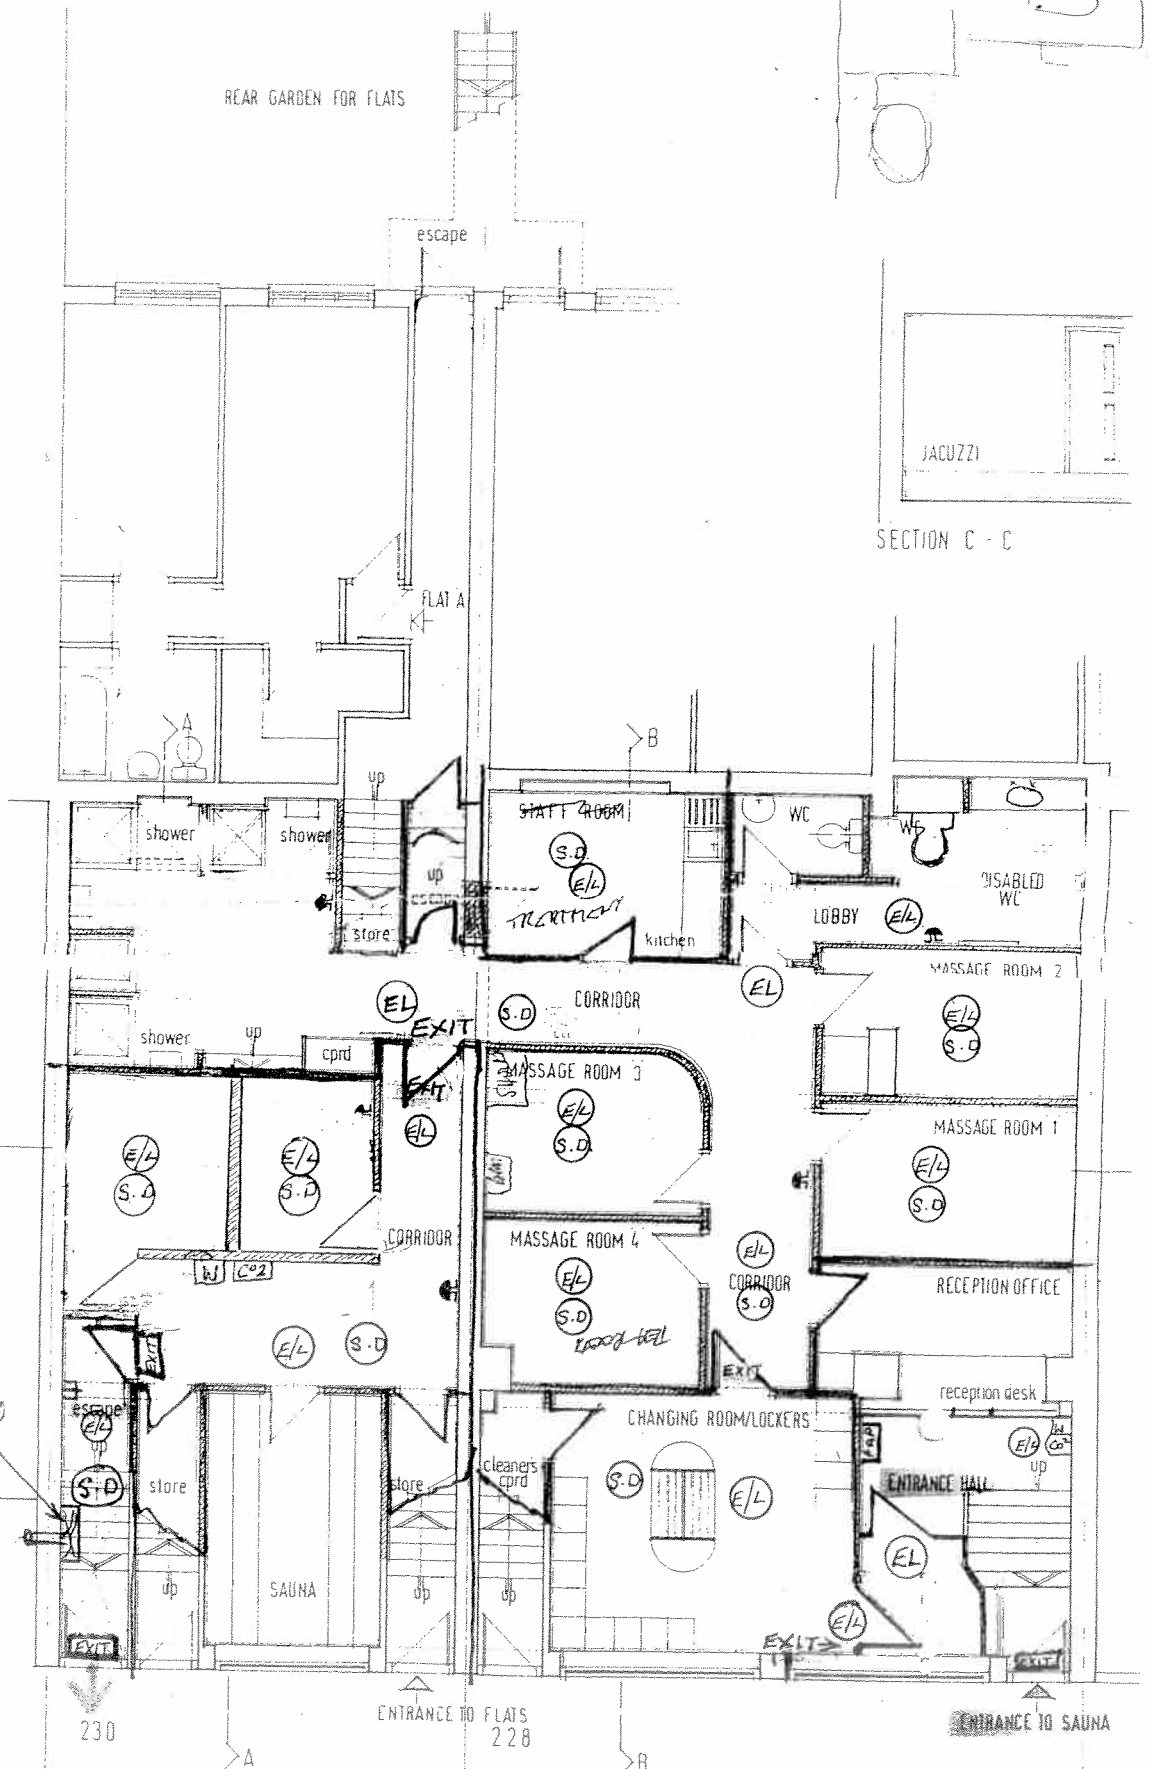 REAR GARDEN FOR FLATS
escape
JACUZZI
SECTION C - C
FLAT A
A
B
up
shower
shower
STAFF ROOM
WC
S.D
E/L
up
TREATMENT
DISABLED
WC
LOBBY
E/L
store
kitchen
MASSAGE ROOM 2
EL
EL
CORRIDOR
S.D
E/L
S.D
EXIT
shower
up
cprd
MASSAGE ROOM 3
EXIT
E/L
S.D
E/L
MASSAGE ROOM 1
E/L
S.D
E/L
S.D
E/L
S.D
CORRIDOR
MASSAGE ROOM 4
E/L
W
CO2
E/L
S.D
CORRIDOR
S.D
RECEPTION OFFICE
E/L
S.D
EXIT
EXIT
reception desk
escape
E/L
CHANGING ROOM/LOCKERS
E/L
W
CO2
up
S.D
store
store
cleaners
cprd
S.D
E/L
FAP
ENTRANCE HALL
EL
up
SAUNA
up
up
E/L
EXIT
EXIT
EXIT
ENTRANCE TO FLATS
230
228
ENTRANCE TO SAUNA
A
B